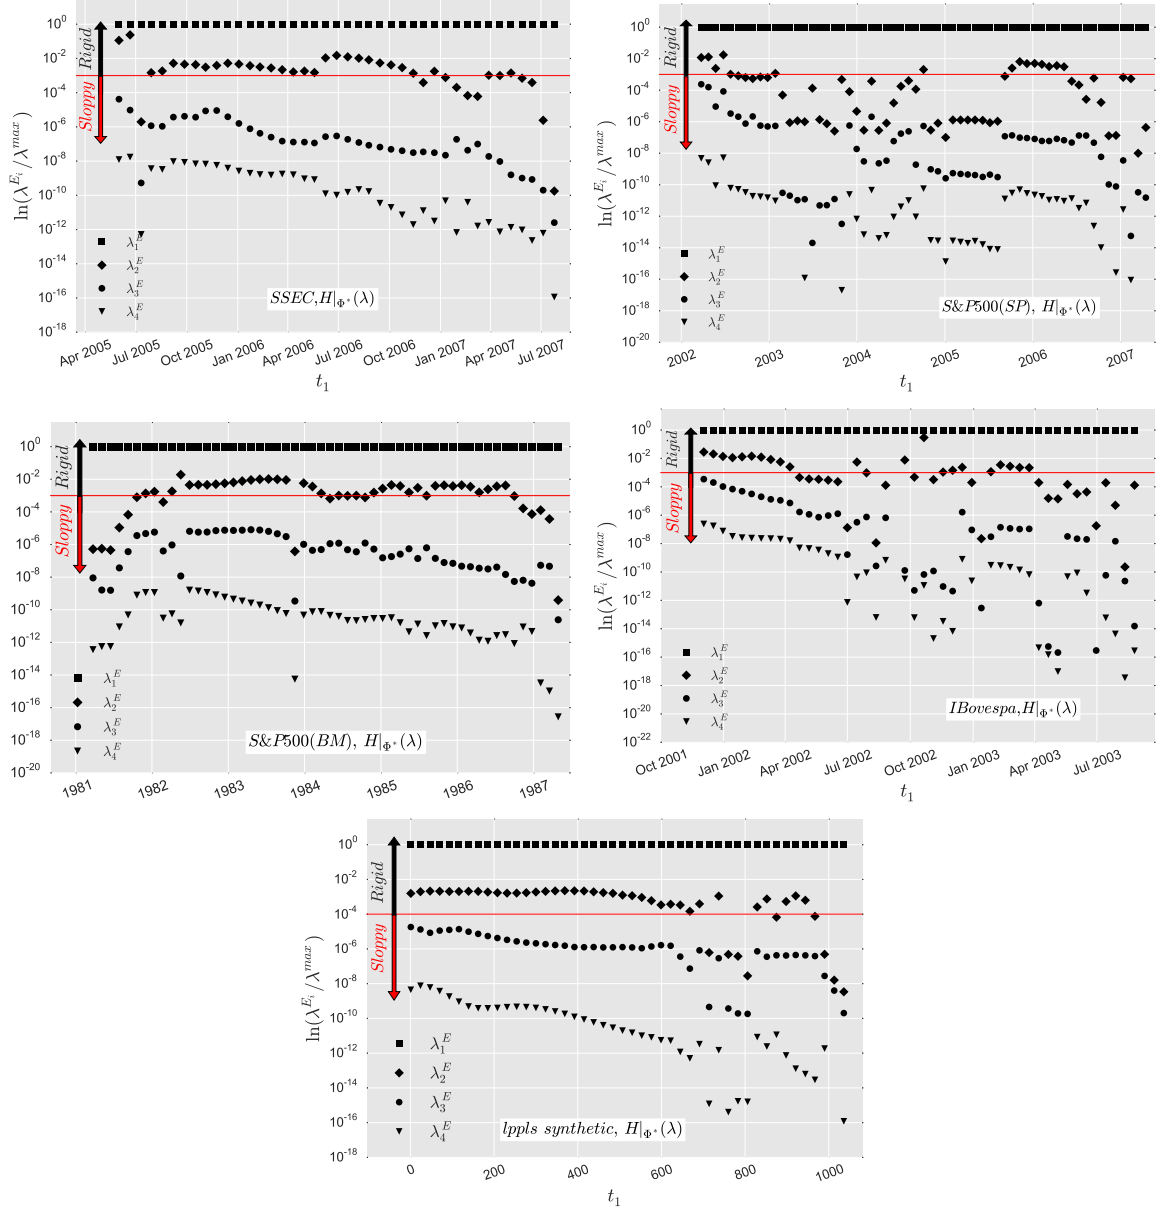 10^0
10^-2
10^-4
10^-6
10^-8
10^-10
10^-12
10^-14
10^-16
10^-18
ln(λ^{E_i}/λ^{max})
Rigid
Sloppy
λ_1^E
λ_2^E
λ_3^E
λ_4^E
SSEC,H|_{Φ*}(λ)
Apr 2005
Jul 2005
Oct 2005
Jan 2006
Apr 2006
Jul 2006
Oct 2006
Jan 2007
Apr 2007
Jul 2007
t_1
10^0
10^-2
10^-4
10^-6
10^-8
10^-10
10^-12
10^-14
10^-16
10^-18
10^-20
ln(λ^{E_i}/λ^{max})
Rigid
Sloppy
λ_1^E
λ_2^E
λ_3^E
λ_4^E
S&P500(SP), H|_{Φ*}(λ)
2002
2003
2004
2005
2006
2007
t_1
10^0
10^-2
10^-4
10^-6
10^-8
10^-10
10^-12
10^-14
10^-16
10^-18
10^-20
Rigid
Sloppy
λ_1^E
λ_2^E
λ_3^E
λ_4^E
S&P500(BM), H|_{Φ*}(λ)
1981
1982
1983
1984
1985
1986
1987
10^0
10^-2
10^-4
10^-6
10^-8
10^-10
10^-12
10^-14
10^-16
10^-18
10^-20
10^-22
ln(λ^{E_i}/λ^{max})
Rigid
Sloppy
λ_1^E
λ_2^E
λ_3^E
λ_4^E
IBovespa,H|_{Φ*}(λ)
Oct 2001
Jan 2002
Apr 2002
Jul 2002
Oct 2002
Jan 2003
Apr 2003
Jul 2003
t_1
10^0
10^-2
10^-4
10^-6
10^-8
10^-10
10^-12
10^-14
10^-16
10^-18
ln(λ^{E_i}/λ^{max})
Rigid
Sloppy
λ_1^E
λ_2^E
λ_3^E
λ_4^E
lppls synthetic, H|_{Φ*}(λ)
0
200
400
600
800
1000
t_1